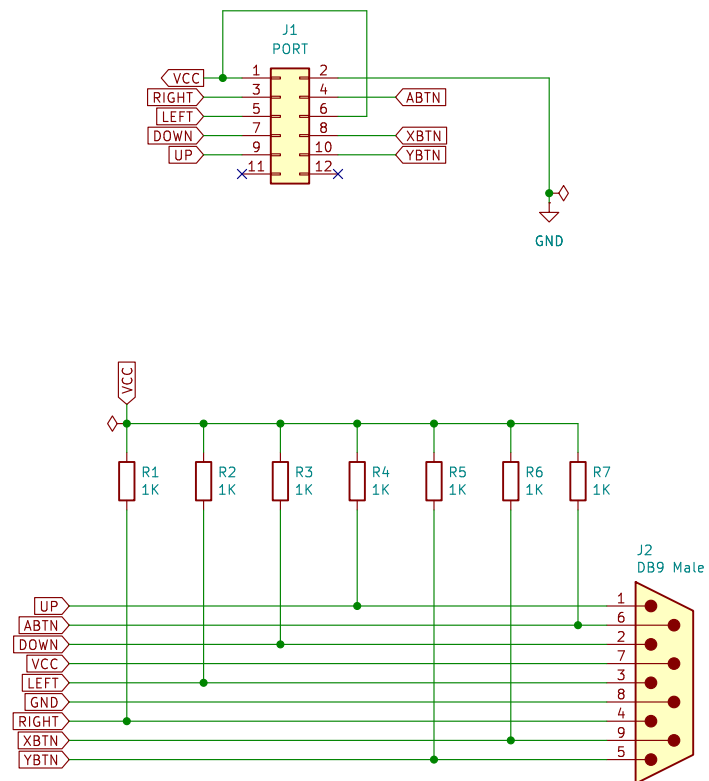 J1
PORT
VCC 1 2
RIGHT 3 4 ABTN
LEFT 5 6
DOWN 7 8 XBTN
UP 9 10 YBTN
11 12
GND
VCC
R1 R2 R3 R4 R5 R6 R7
1K 1K 1K 1K 1K 1K 1K
J2
DB9 Male
UP 1
ABTN 6
DOWN 2
VCC 7
LEFT 3
GND 8
RIGHT 4
XBTN 9
YBTN 5